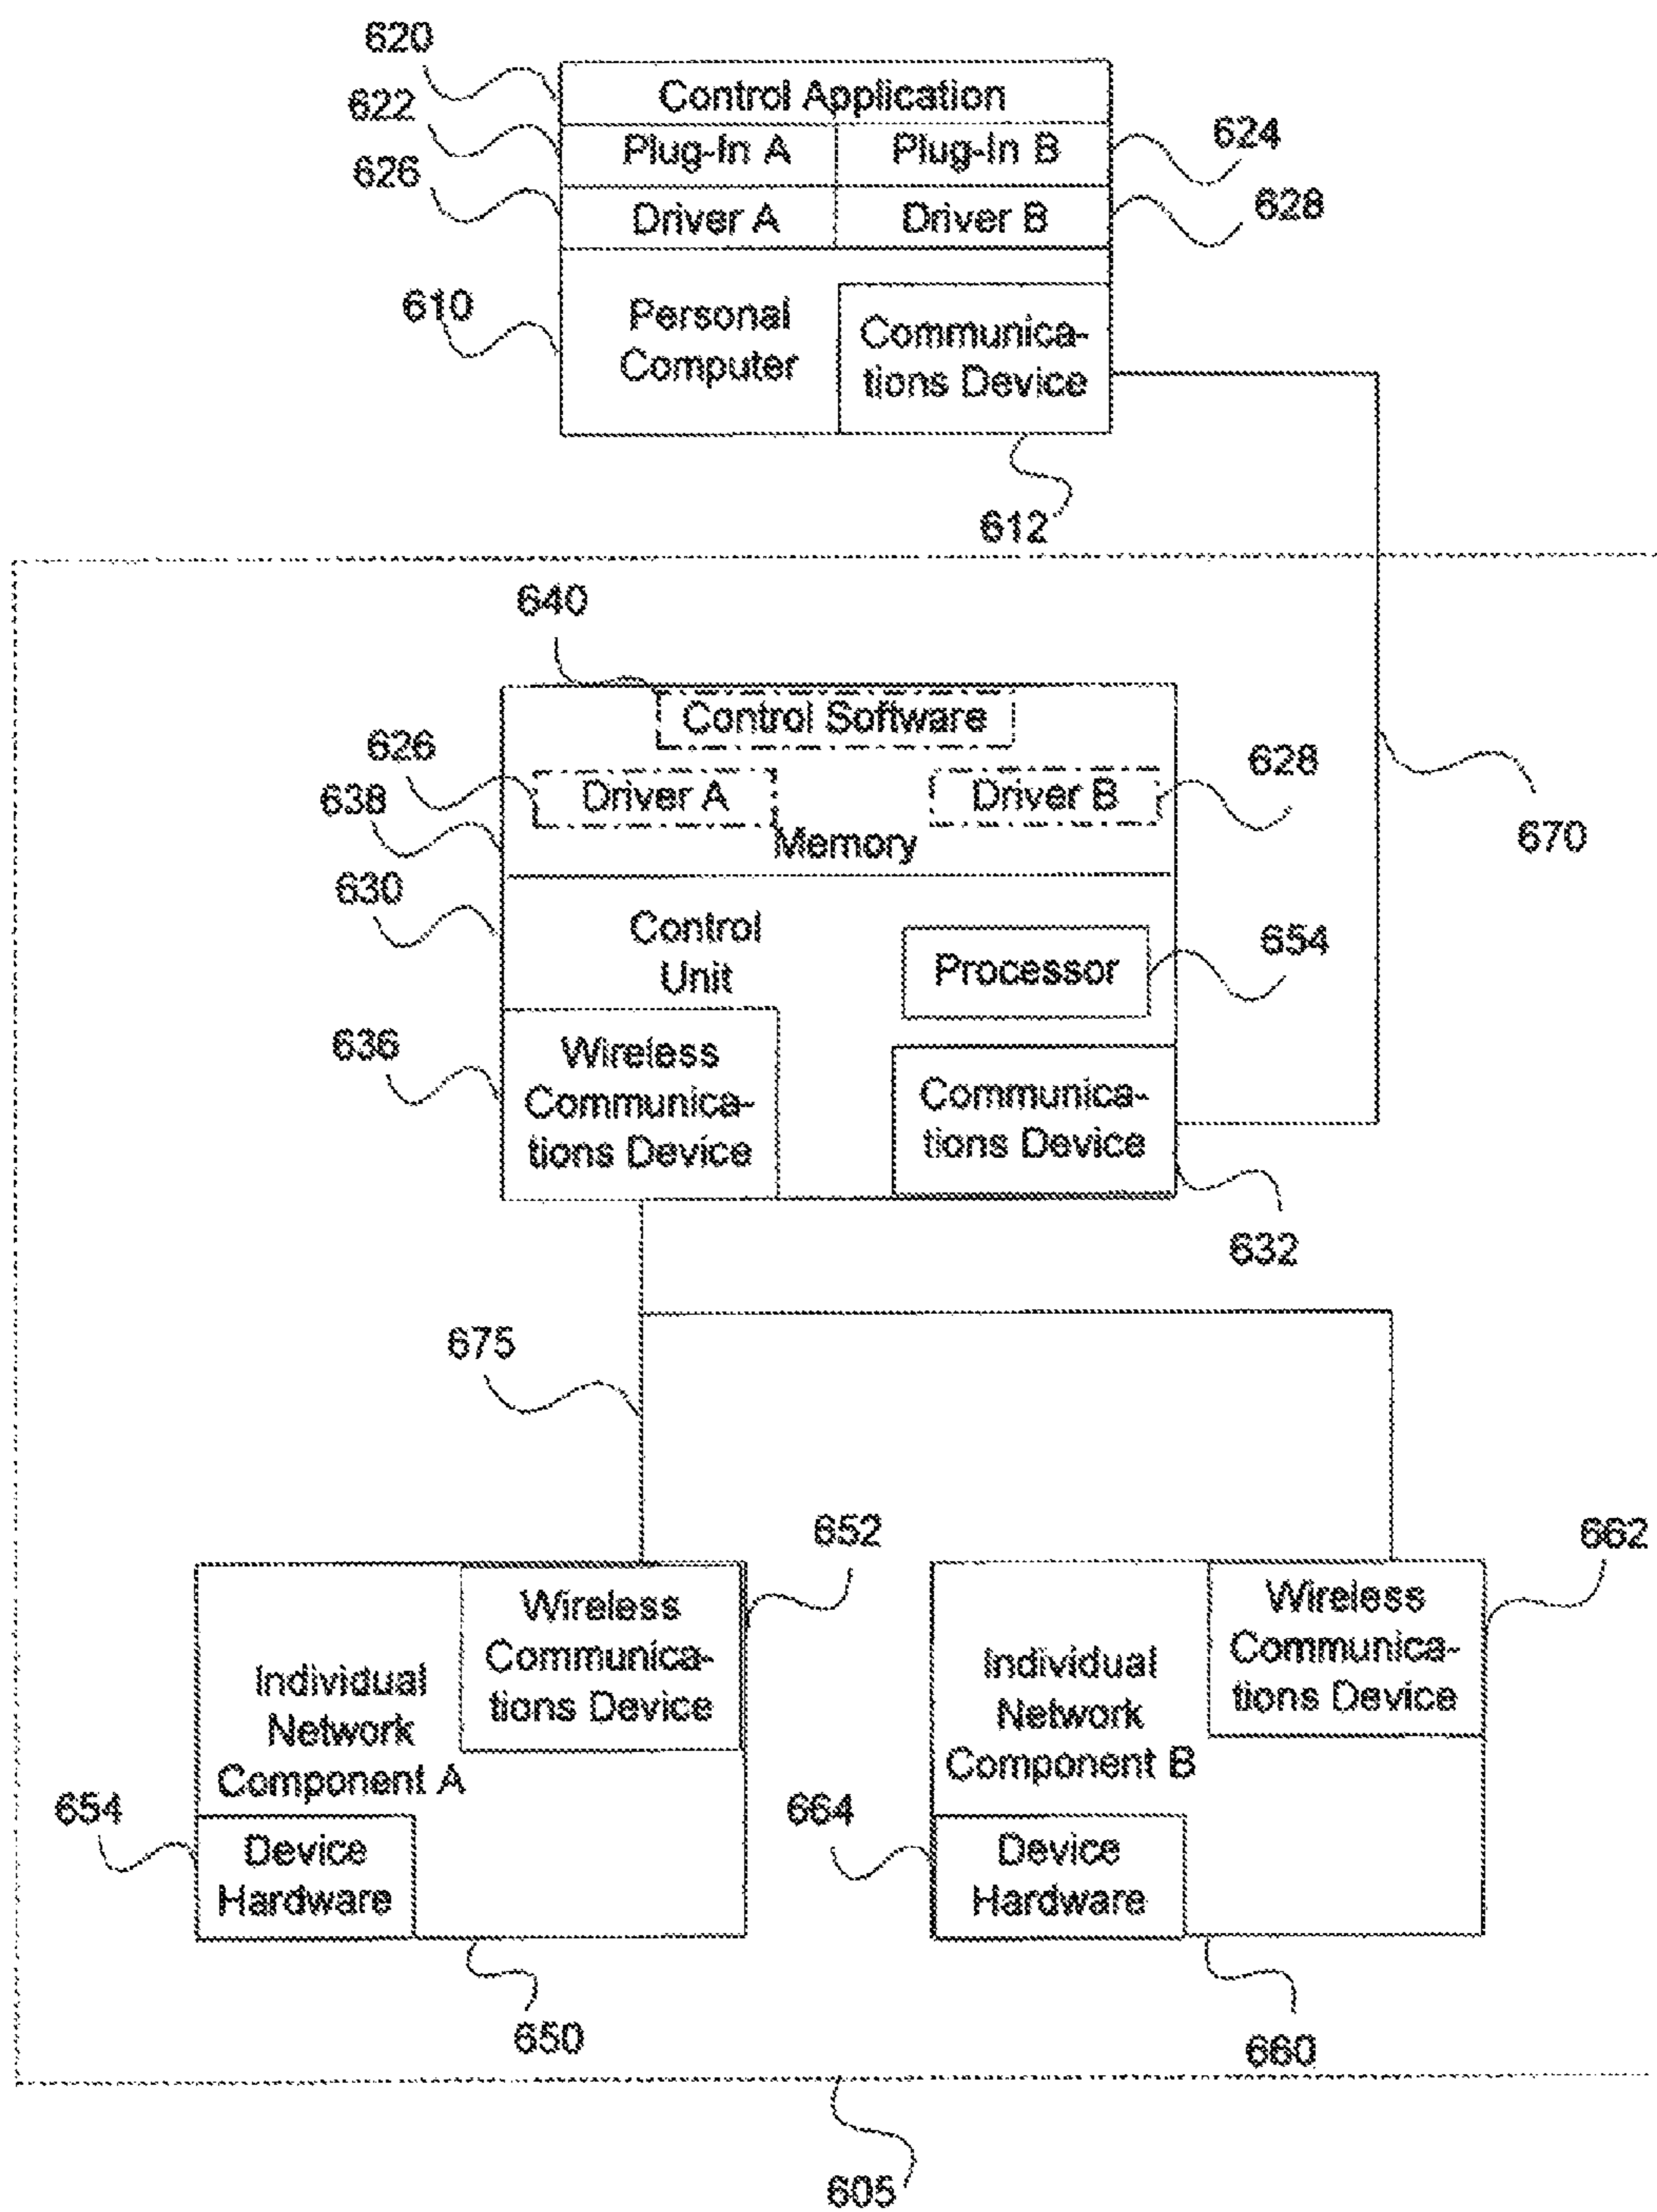 620
Control Application
622
Plug-In A
Plug-In B
624
626
Driver A
Driver B
628
610
Personal
Computer
Communica-
tions Device
612
640
Control Software
626
Driver A
Driver B
628
638
Memory
670
630
Control
Unit
Processor
654
636
Wireless
Communica-
tions Device
Communica-
tions Device
632
675
652
662
Wireless
Communica-
tions Device
Individual
Network
Component A
Wireless
Communica-
tions Device
Individual
Network
Component B
654
Device
Hardware
664
Device
Hardware
650
660
605